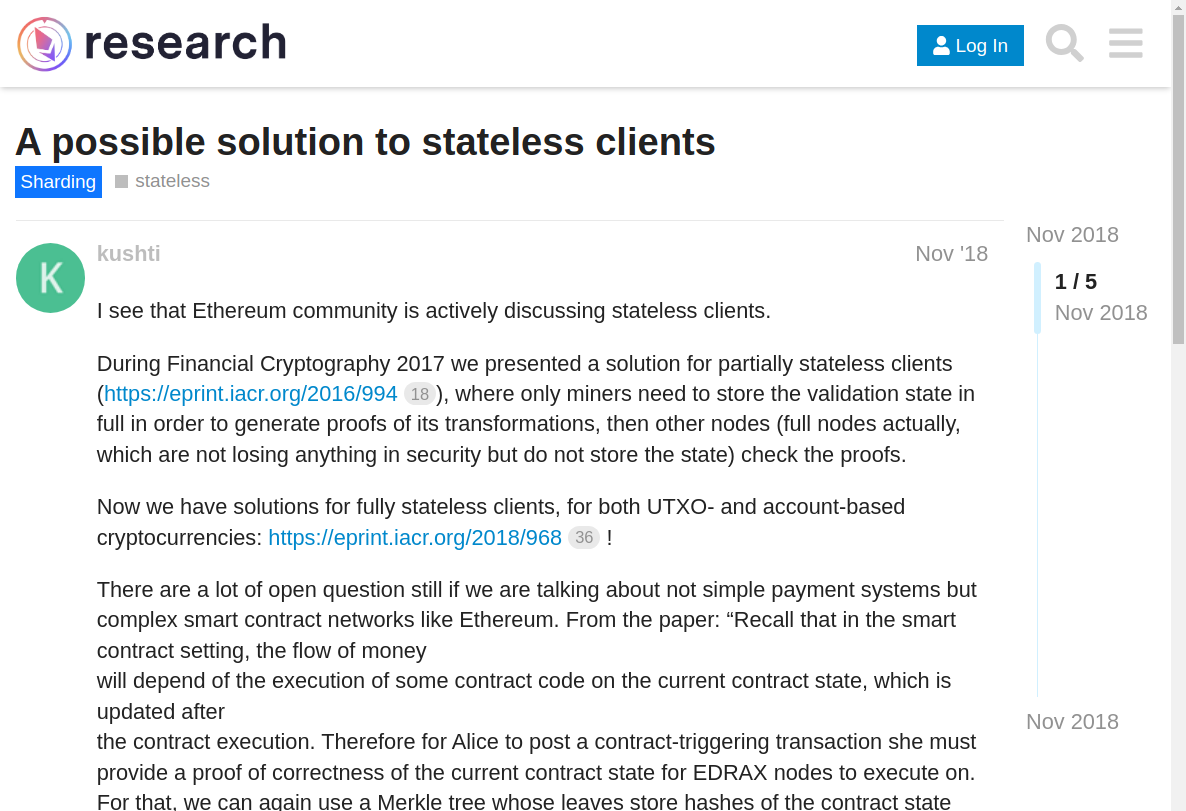 research
Log In
A possible solution to stateless clients
Sharding
stateless
K
kushti
Nov '18
I see that Ethereum community is actively discussing stateless clients.
During Financial Cryptography 2017 we presented a solution for partially stateless clients
(https://eprint.iacr.org/2016/994 18), where only miners need to store the validation state in
full in order to generate proofs of its transformations, then other nodes (full nodes actually,
which are not losing anything in security but do not store the state) check the proofs.
Now we have solutions for fully stateless clients, for both UTXO- and account-based
cryptocurrencies: https://eprint.iacr.org/2018/968 36 !
There are a lot of open question still if we are talking about not simple payment systems but
complex smart contract networks like Ethereum. From the paper: “Recall that in the smart
contract setting, the flow of money
will depend of the execution of some contract code on the current contract state, which is
updated after
the contract execution. Therefore for Alice to post a contract-triggering transaction she must
provide a proof of correctness of the current contract state for EDRAX nodes to execute on.
For that, we can again use a Merkle tree whose leaves store hashes of the contract state
Nov 2018
1 / 5
Nov 2018
Nov 2018